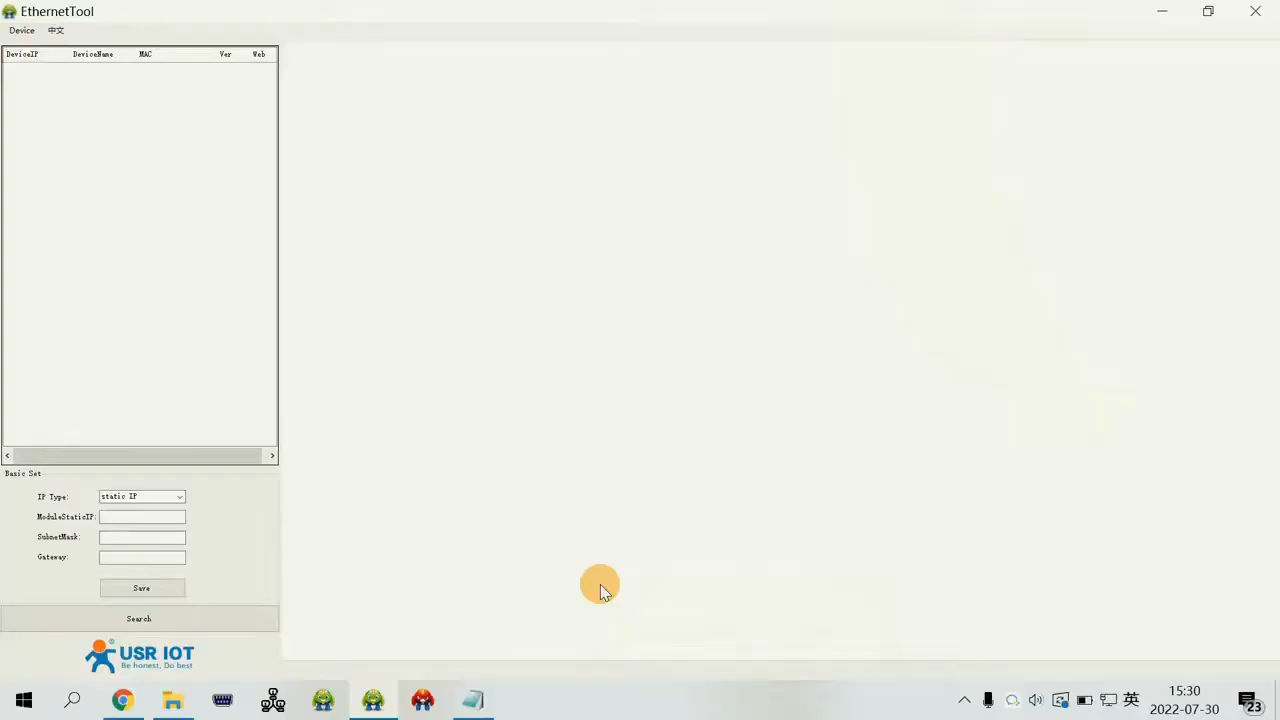 EthernetTool
Device 中文
DeviceIP DeviceName MAC Ver Web
Basic Set
IP Type: static IP
ModuleStaticIP:
SubnetMask:
Gateway:
Save
Search
USR IOT
Be honest, Do best
英
15:30
2022-07-30
23